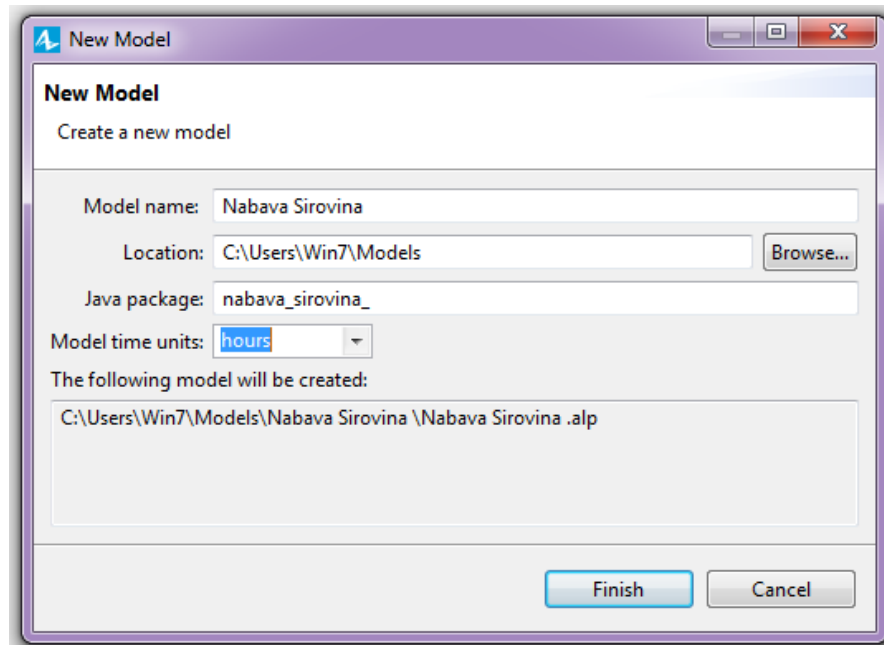 New Model
New Model
Create a new model
Model name: Nabava Sirovina
Location: C:\Users\Win7\Models Browse...
Java package: nabava_sirovina_
Model time units: hours
The following model will be created:
C:\Users\Win7\Models\Nabava Sirovina \Nabava Sirovina .alp
Finish Cancel